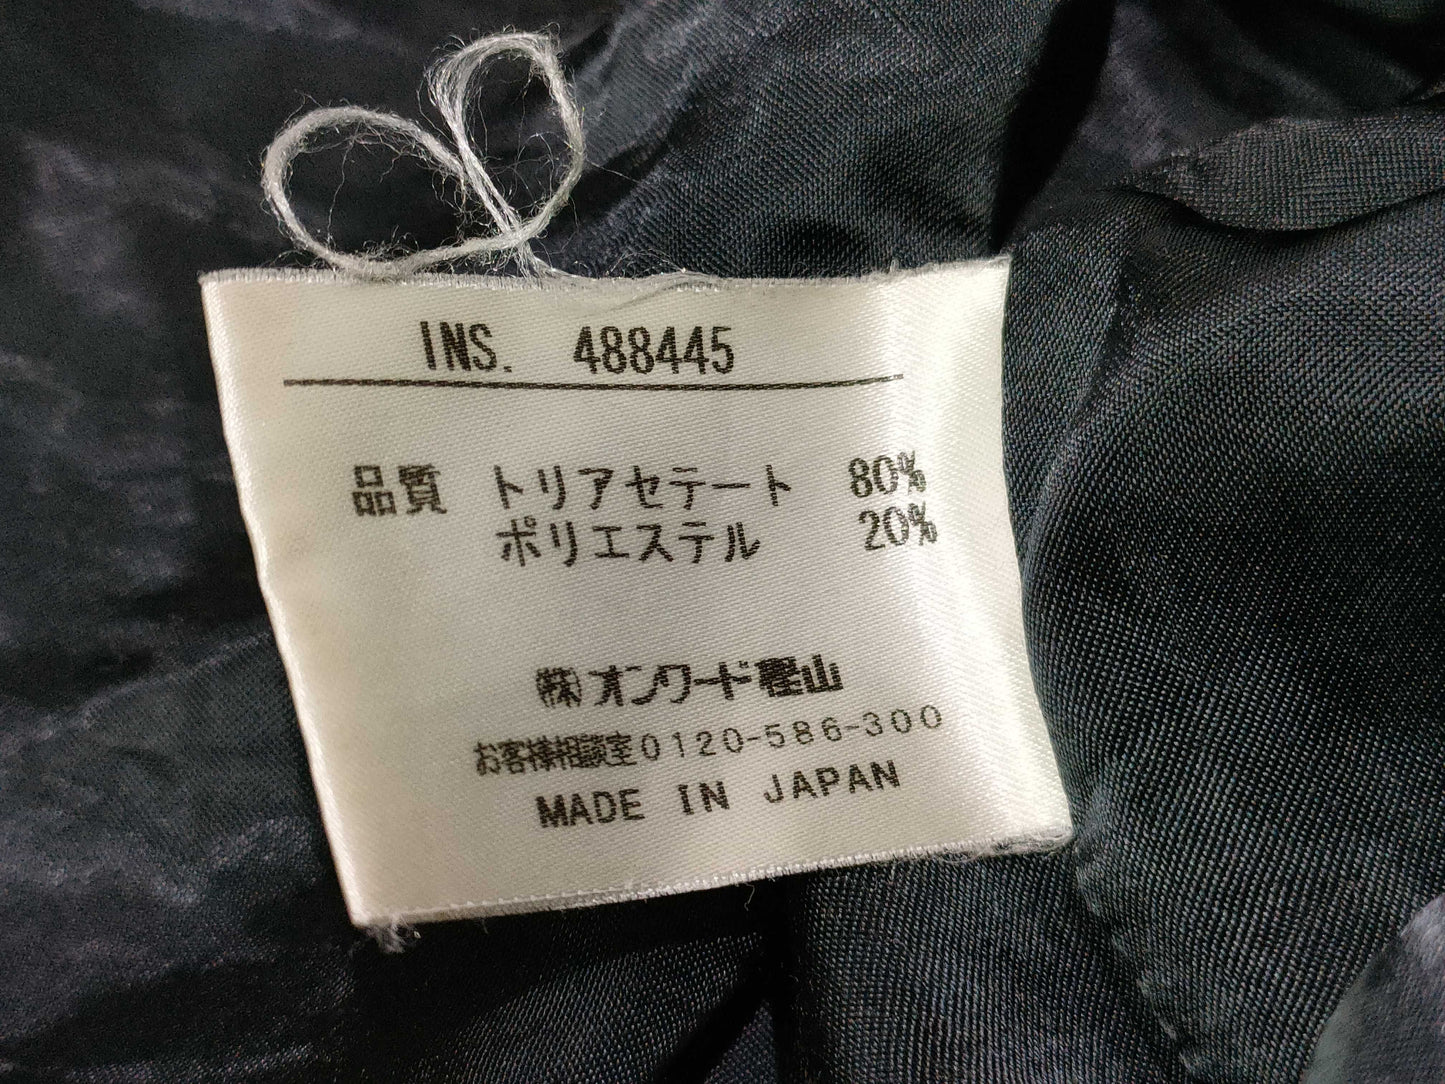 INS. 488445
品質 トリアセテート 80%
ポリエステル 20%
㈱オンワード樫山
お客様相談室0120-586-300
MADE IN JAPAN